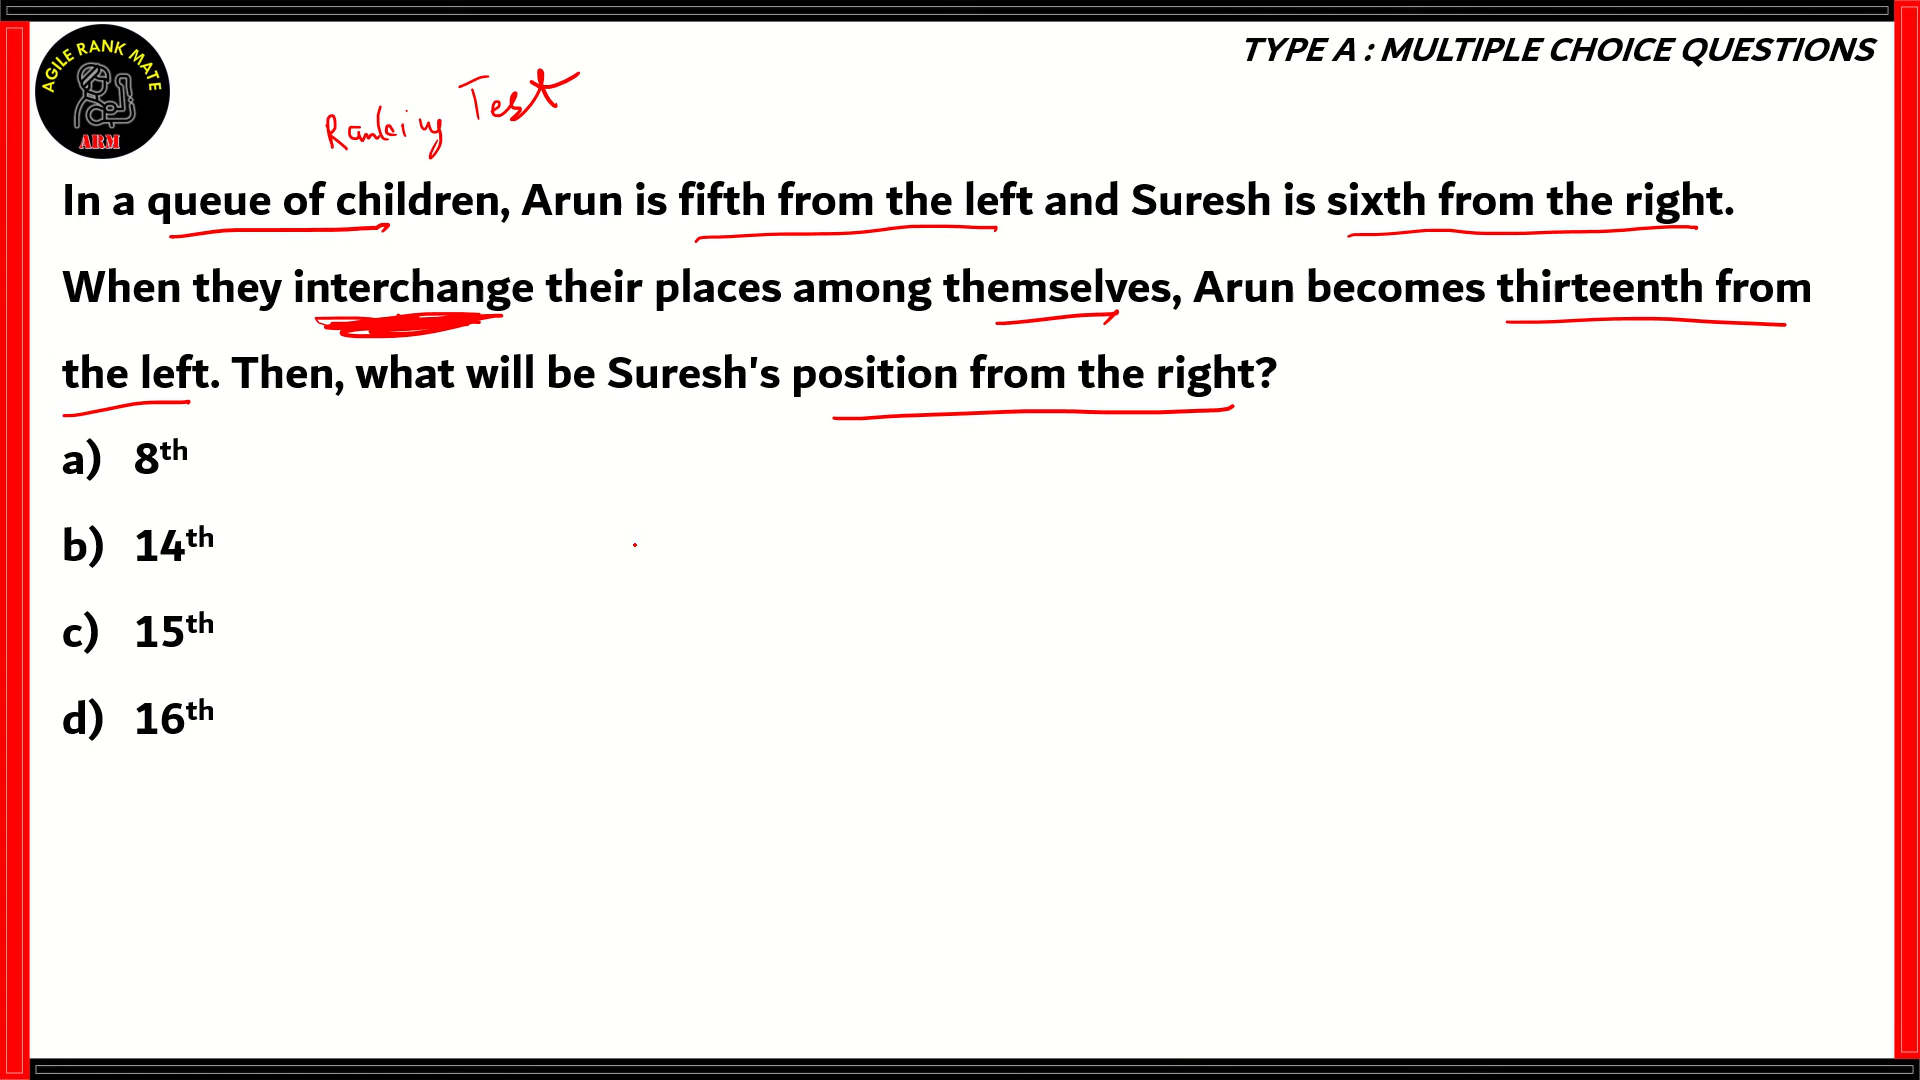 AGILE RANK MATE
ARM
TYPE A : MULTIPLE CHOICE QUESTIONS
Ranking Test
In a queue of children, Arun is fifth from the left and Suresh is sixth from the right.
When they interchange their places among themselves, Arun becomes thirteenth from
the left. Then, what will be Suresh's position from the right?
a) 8th
b) 14th
c) 15th
d) 16th